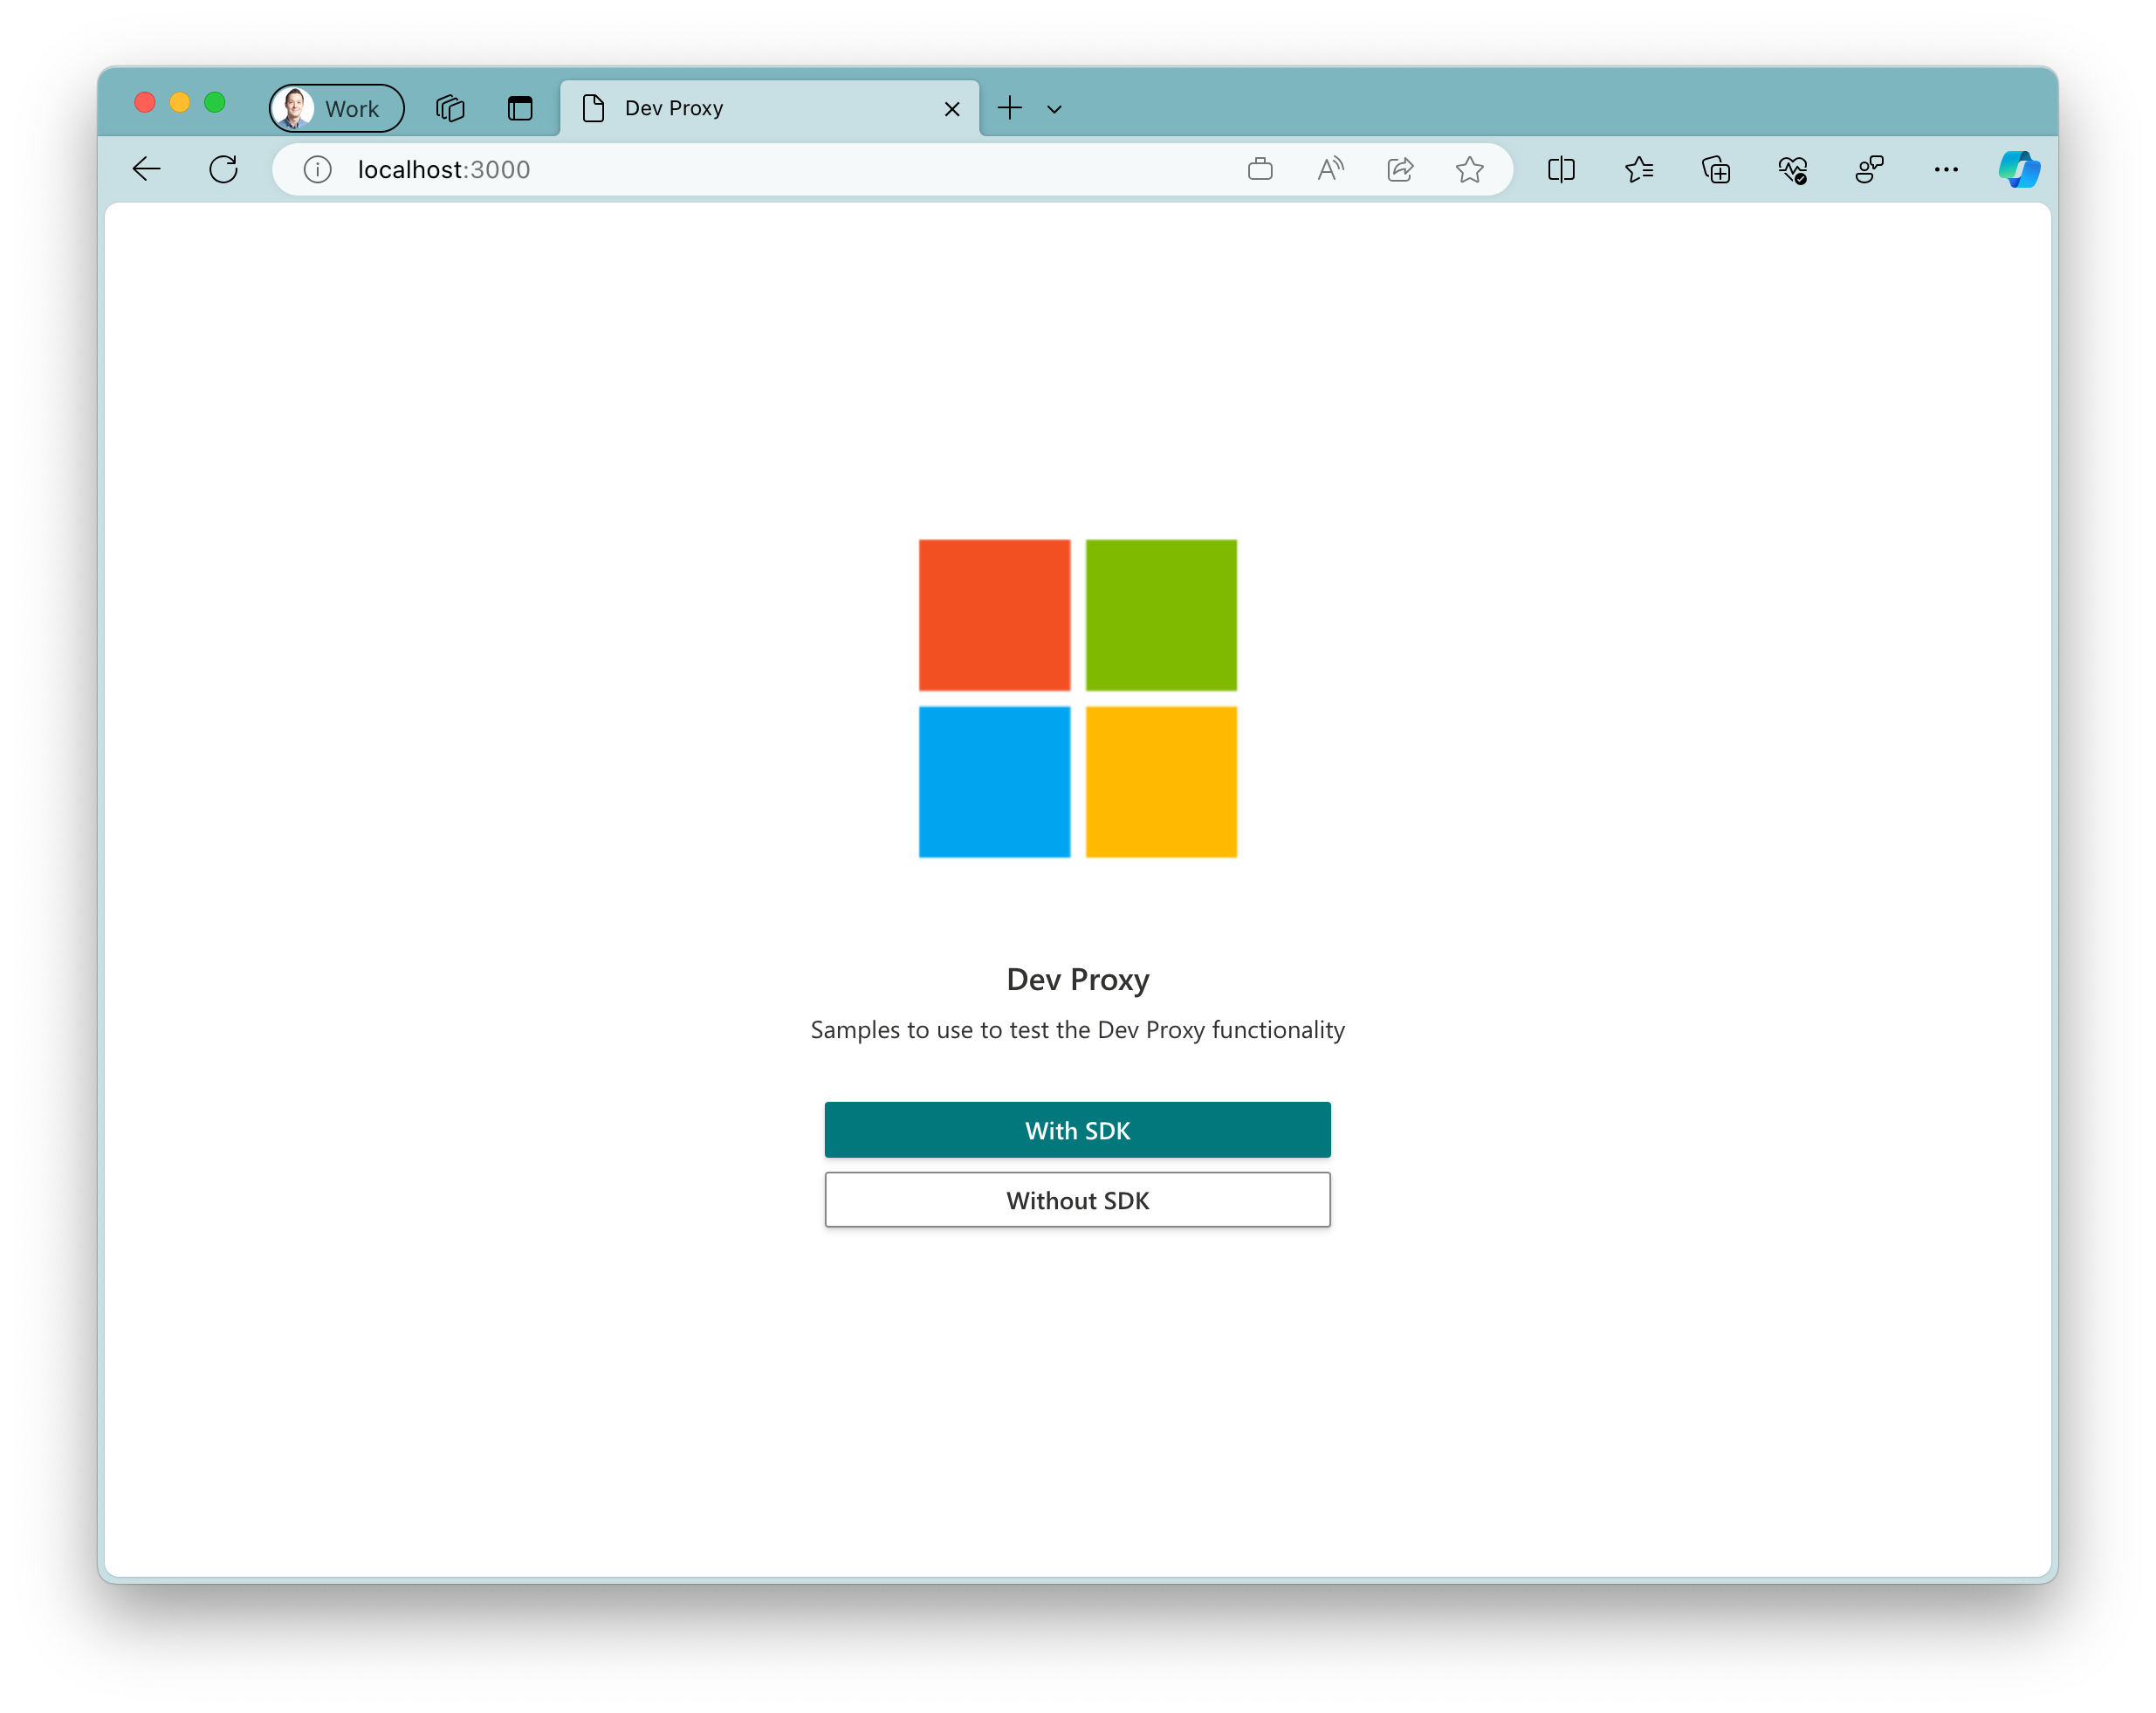 Work
Dev Proxy
localhost:3000
Dev Proxy
Samples to use to test the Dev Proxy functionality
With SDK
Without SDK